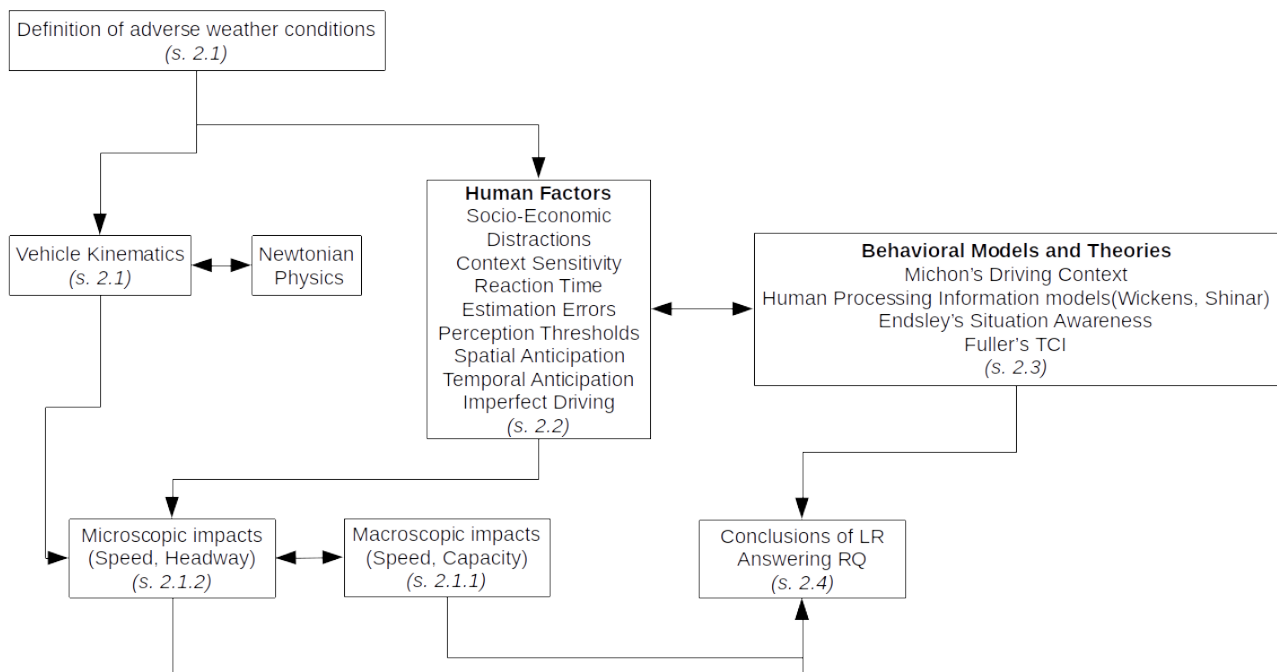 Definition of adverse weather conditions
(s. 2.1)
Human Factors
Socio-Economic
Distractions
Context Sensitivity
Reaction Time
Estimation Errors
Perception Thresholds
Spatial Anticipation
Temporal Anticipation
Imperfect Driving
(s. 2.2)
Vehicle Kinematics
(s. 2.1)
Newtonian
Physics
Behavioral Models and Theories
Michon's Driving Context
Human Processing Information models(Wickens, Shinar)
Endsley's Situation Awareness
Fuller's TCI
(s. 2.3)
Microscopic impacts
(Speed, Headway)
(s. 2.1.2)
Macroscopic impacts
(Speed, Capacity)
(s. 2.1.1)
Conclusions of LR
Answering RQ
(s. 2.4)